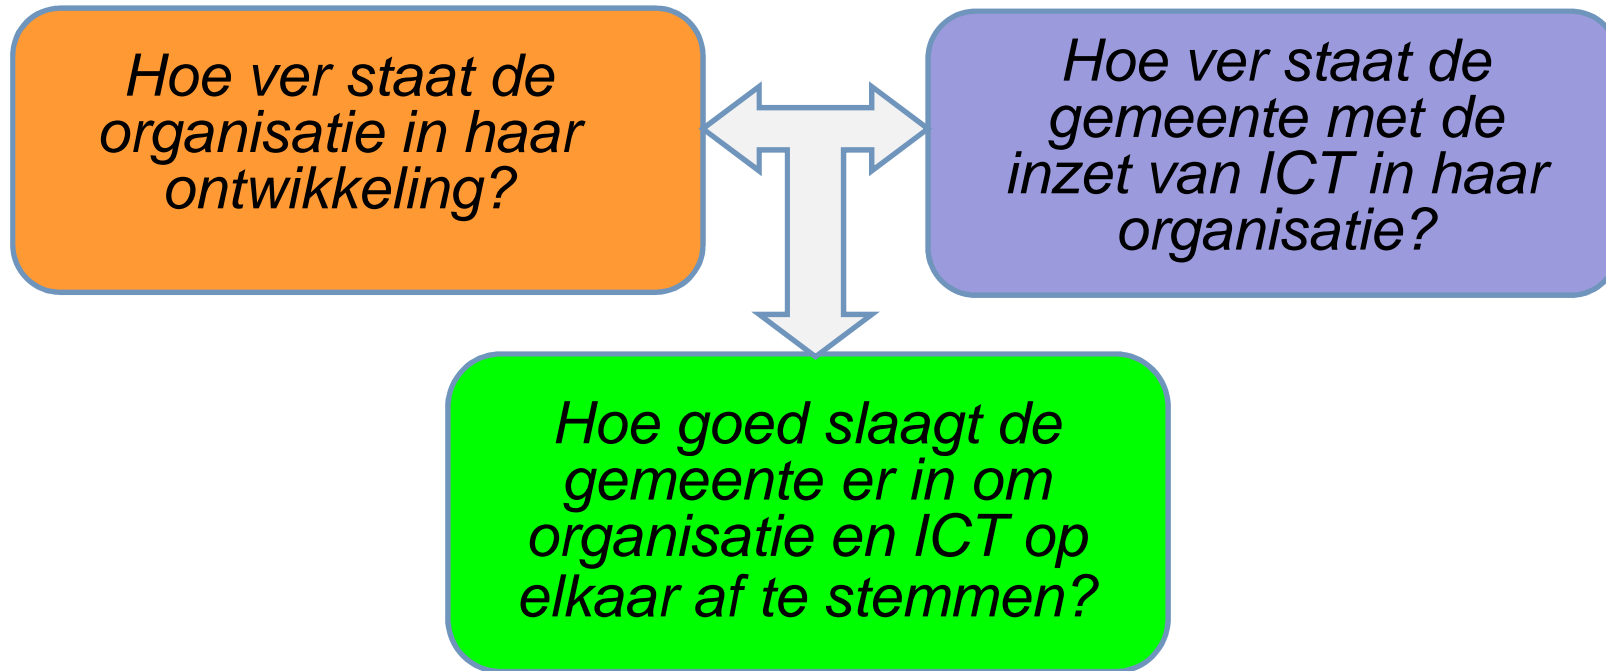 Hoe ver staat de
organisatie in haar
ontwikkeling?
Hoe ver staat de
gemeente met de
inzet van ICT in haar
organisatie?
Hoe goed slaagt de
gemeente er in om
organisatie en ICT op
elkaar af te stemmen?